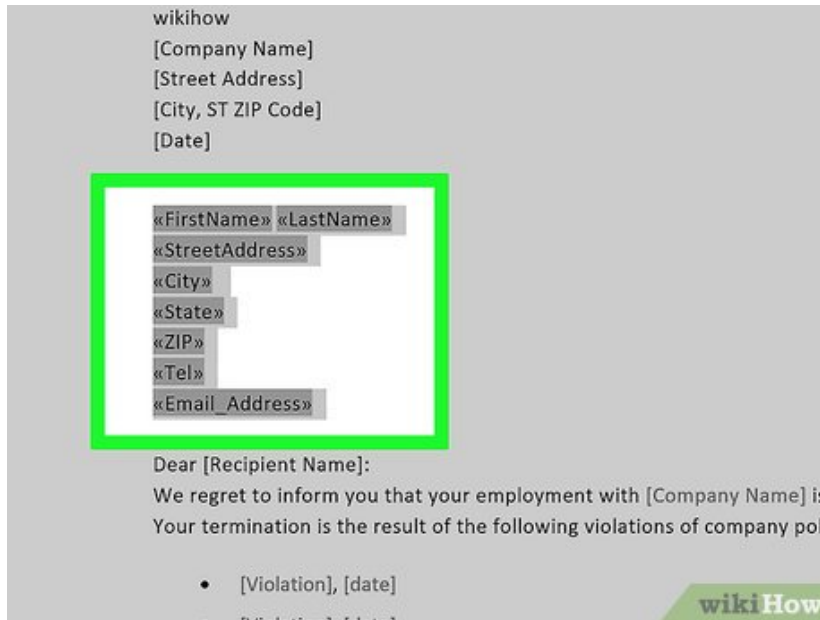 wikihow
[Company Name]
[Street Address]
[City, ST ZIP Code]
[Date]
«FirstName» «LastName»
«StreetAddress»
«City»
«State»
«ZIP»
«Tel»
«Email_Address»
Dear [Recipient Name]:
We regret to inform you that your employment with [Company Name] is
Your termination is the result of the following violations of company pol
• [Violation], [date]
wikiHow